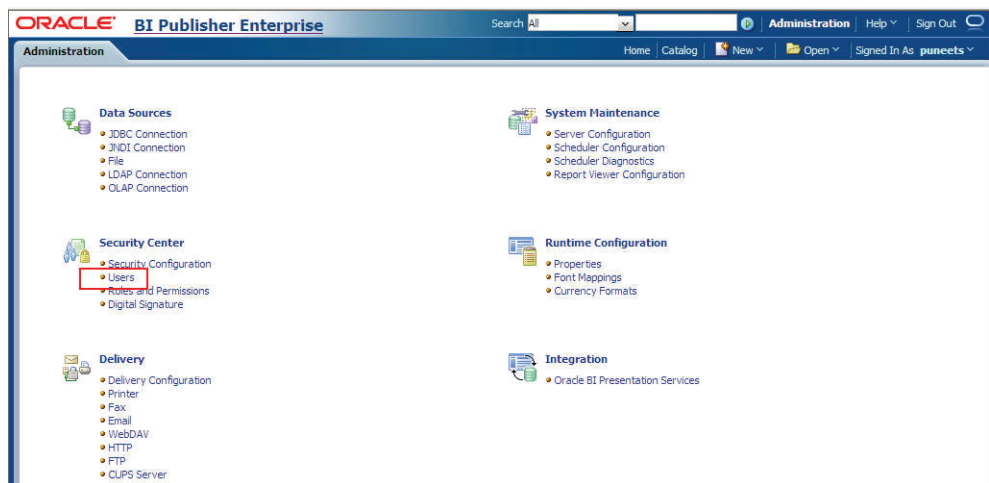 ORACLE BI Publisher Enterprise
Search All Administration Help Sign Out
Administration
Home Catalog New Open Signed In As puneets
Data Sources
JDBC Connection
JNDI Connection
File
LDAP Connection
OLAP Connection
System Maintenance
Server Configuration
Scheduler Configuration
Scheduler Diagnostics
Report Viewer Configuration
Security Center
Security Configuration
Users
Roles and Permissions
Digital Signature
Runtime Configuration
Properties
Font Mappings
Currency Formats
Delivery
Delivery Configuration
Printer
Fax
Email
WebDAV
HTTP
FTP
CUPS Server
Integration
Oracle BI Presentation Services